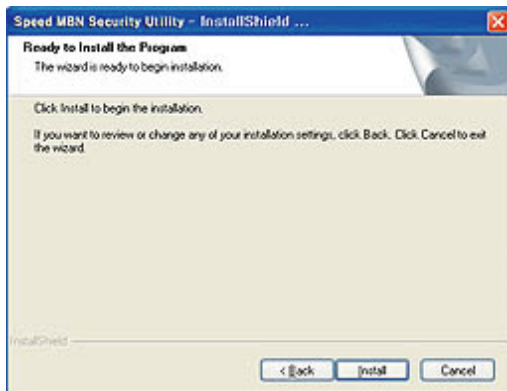 Speed MBN Security Utility - InstallShield ...
Ready to Install the Program
The wizard is ready to begin installation.
Click Install to begin the installation.
If you want to review or change any of your installation settings, click Back. Click Cancel to exit
the wizard.
InstallShield
< Back
Install
Cancel